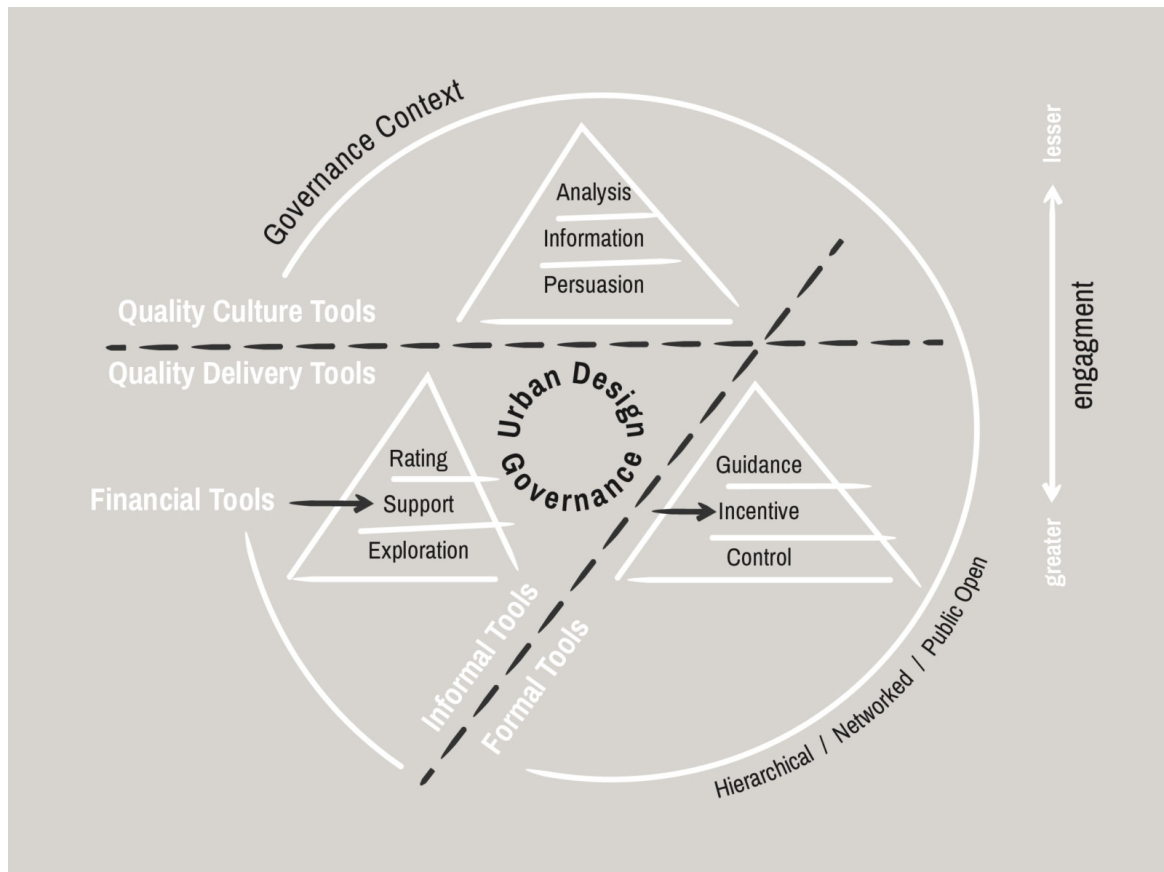 Governance Context
lesser
Analysis
Information
Persuasion
engagment
Quality Culture Tools
Quality Delivery Tools
Urban Design
Governance
Rating
Support
Exploration
Financial Tools
Guidance
Incentive
Control
greater
Informal Tools
Formal Tools
Hierarchical / Networked / Public Open